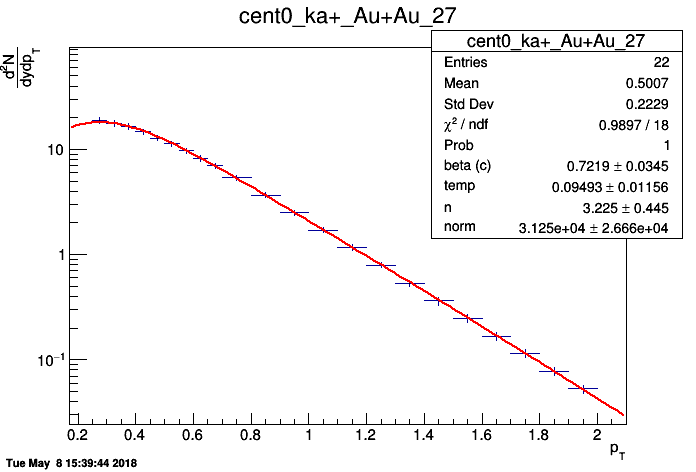 cent0_ka+_Au+Au_27
d²N
dydp_T
cent0_ka+_Au+Au_27
Entries 22
Mean 0.5007
Std Dev 0.2229
χ² / ndf 0.9897 / 18
Prob 1
beta (c) 0.7219 ± 0.0345
temp 0.09493 ± 0.01156
n 3.225 ± 0.445
norm 3.125e+04 ± 2.666e+04
10
1
10⁻¹
0.2 0.4 0.6 0.8 1 1.2 1.4 1.6 1.8 2
p_T
Tue May 8 15:39:44 2018